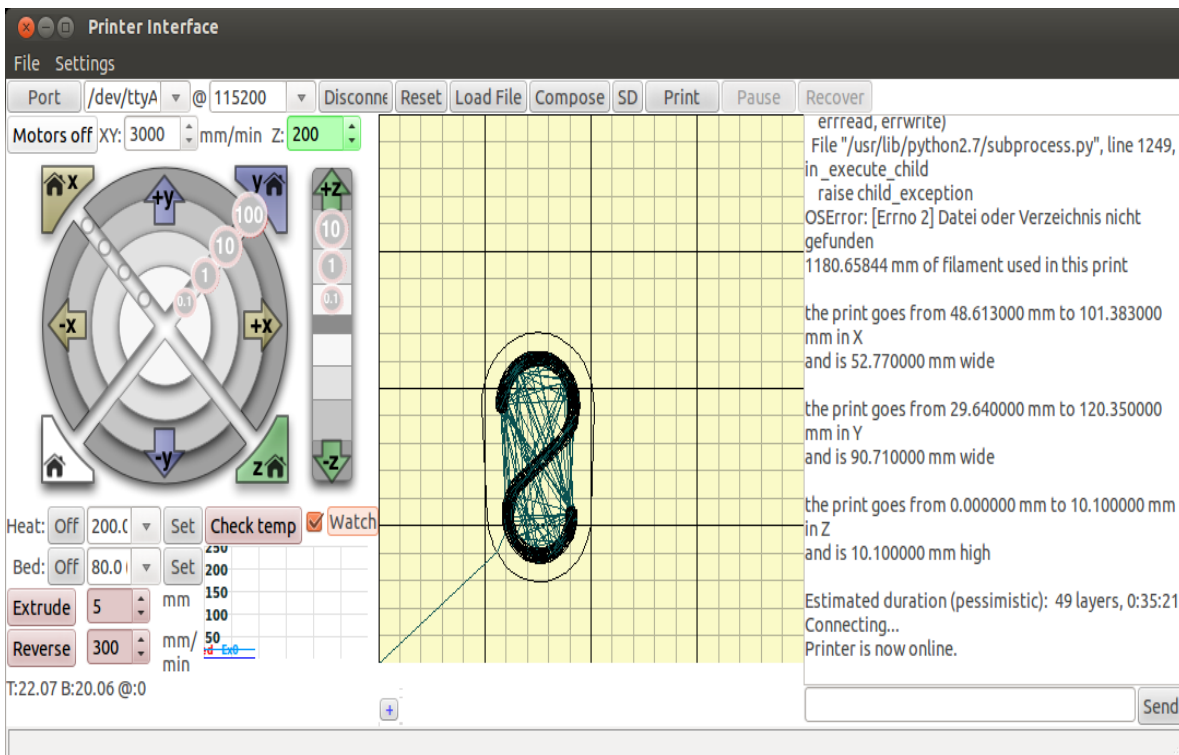 Printer Interface
File Settings
Port /dev/ttyA @ 115200 Disconne Reset Load File Compose SD Print Pause Recover
Motors off XY: 3000 mm/min Z: 200
x +y y +z
100
10 10
1 1
0.1 0.1
-x +x
-y z -z
Heat: Off 200.( Set Check temp Watch
Bed: Off 80.0 Set
250
200
150
100
50
Ex0
Extrude 5 mm
Reverse 300 mm/
min
T:22.07 B:20.06 @:0
+
errread, errwrite)
File "/usr/lib/python2.7/subprocess.py", line 1249,
in _execute_child
raise child_exception
OSError: [Errno 2] Datei oder Verzeichnis nicht
gefunden
1180.65844 mm of filament used in this print
the print goes from 48.613000 mm to 101.383000
mm in X
and is 52.770000 mm wide
the print goes from 29.640000 mm to 120.350000
mm in Y
and is 90.710000 mm wide
the print goes from 0.000000 mm to 10.100000 mm
in Z
and is 10.100000 mm high
Estimated duration (pessimistic): 49 layers, 0:35:21
Connecting...
Printer is now online.
Send